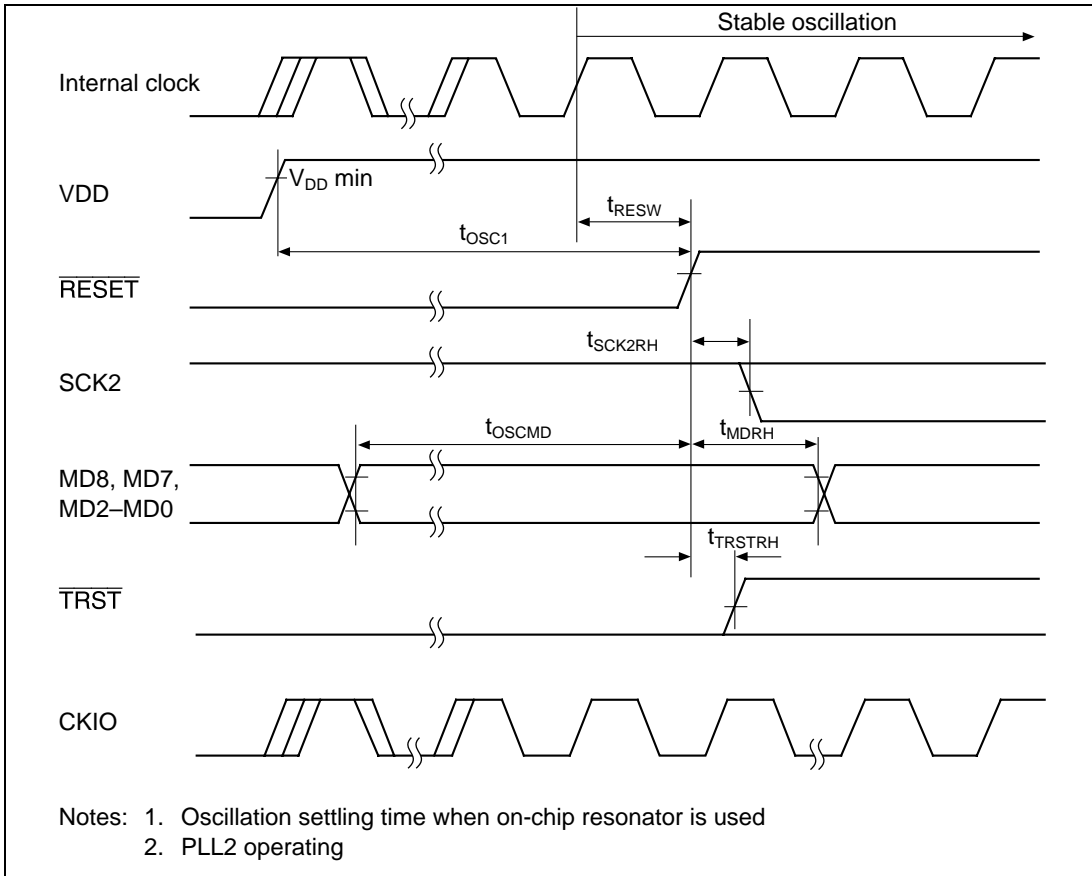 Stable oscillation
Internal clock
VDD
VDD min
tRESW
tOSC1
RESET
tSCK2RH
SCK2
tOSCMD
tMDRH
MD8, MD7,
MD2–MD0
tTRSTRH
TRST
CKIO
Notes: 1. Oscillation settling time when on-chip resonator is used
2. PLL2 operating